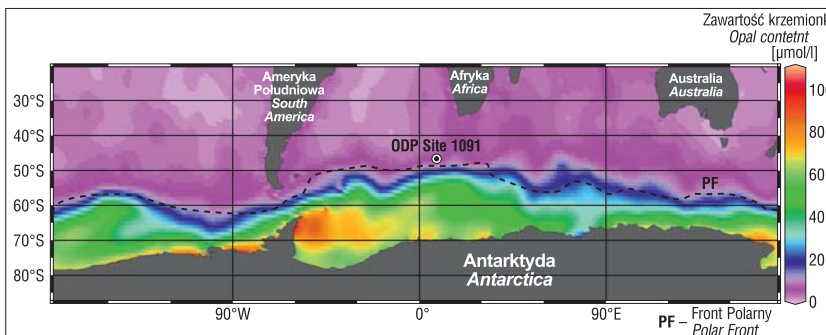 Zawartość krzemionk
Opal contetnt
[µmol/l]
Ameryka
Południowa
South
America
Afryka
Africa
Australia
Australia
100
80
60
40
20
0
30°S
40°S
50°S
60°S
70°S
80°S
ODP Site 1091
PF
Antarktyda
Antarctica
90°W
0°
90°E
PF – Front Polarny
Polar Front